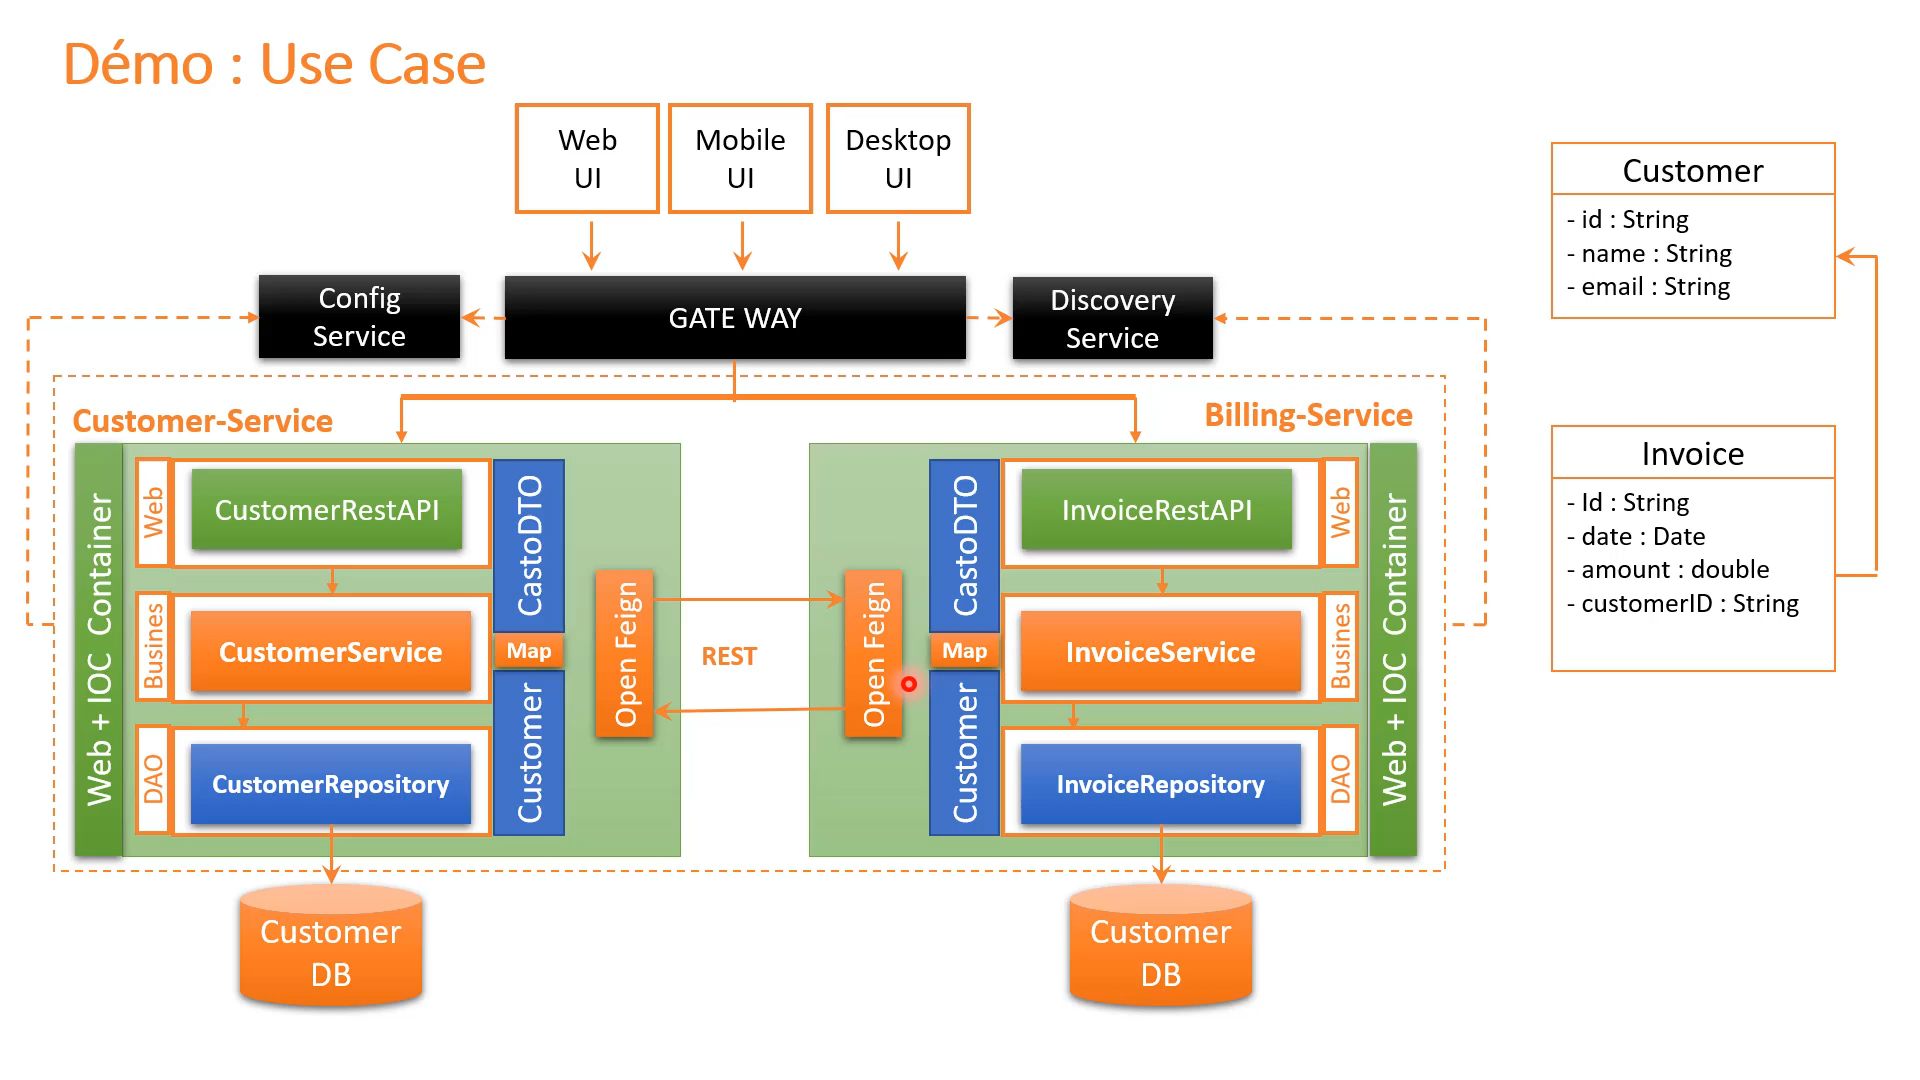 Démo : Use Case
Web
UI
Mobile
UI
Desktop
UI
Config
Service
GATE WAY
Discovery
Service
Customer-Service
Web + IOC  Container
Web
CustomerRestAPI
Busines
CustomerService
DAO
CustomerRepository
CastoDTO
Map
Customer
Open Feign
REST
Open Feign
Billing-Service
CastoDTO
Map
Customer
InvoiceRestAPI
Web
InvoiceService
Busines
InvoiceRepository
DAO
Web + IOC  Container
Customer
DB
Customer
DB
Customer
- id : String
- name : String
- email : String
Invoice
- Id : String
- date : Date
- amount : double
- customerID : String